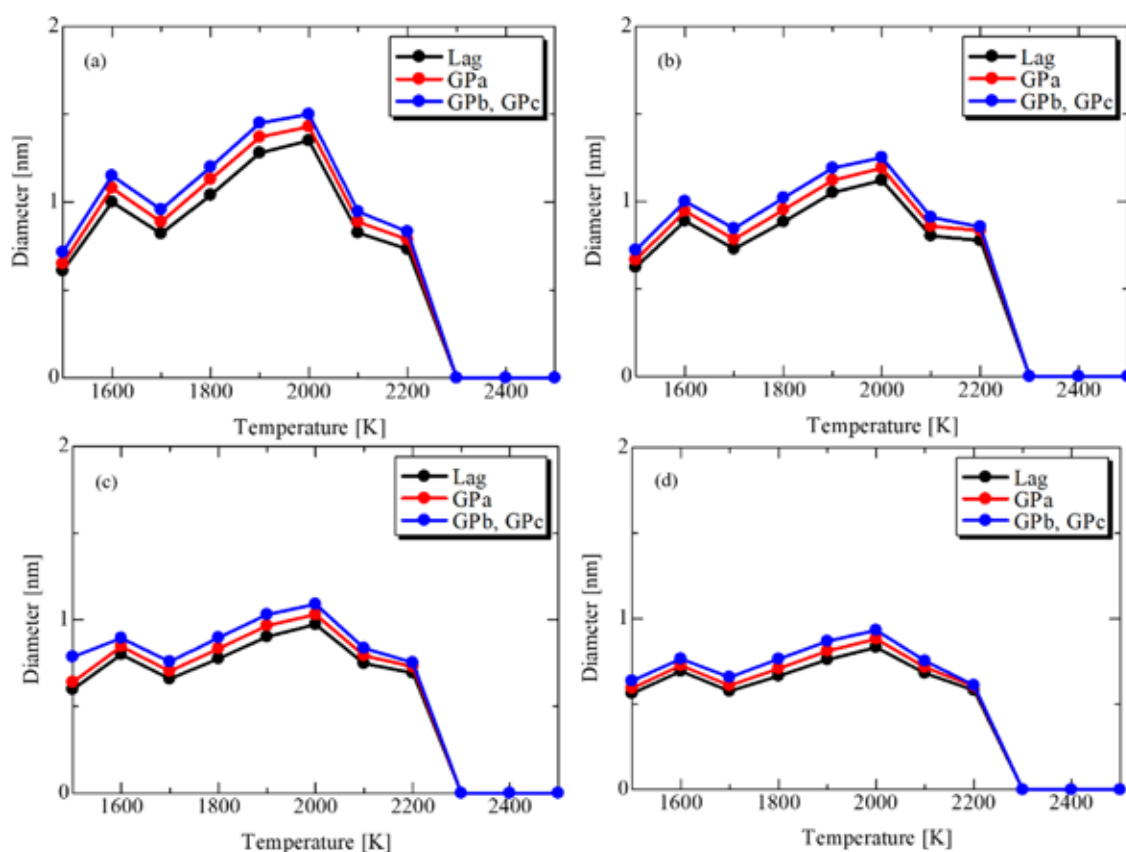 2
(a)
Lag
GPa
GPb, GPc
Diameter [nm]
1
0
1600 1800 2000 2200 2400
Temperature [K]
2
(b)
Lag
GPa
GPb, GPc
Diameter [nm]
1
0
1600 1800 2000 2200 2400
Temperature [K]
2
(c)
Lag
GPa
GPb, GPc
Diameter [nm]
1
0
1600 1800 2000 2200 2400
Temperature [K]
2
(d)
Lag
GPa
GPb, GPc
Diameter [nm]
1
0
1600 1800 2000 2200 2400
Temperature [K]